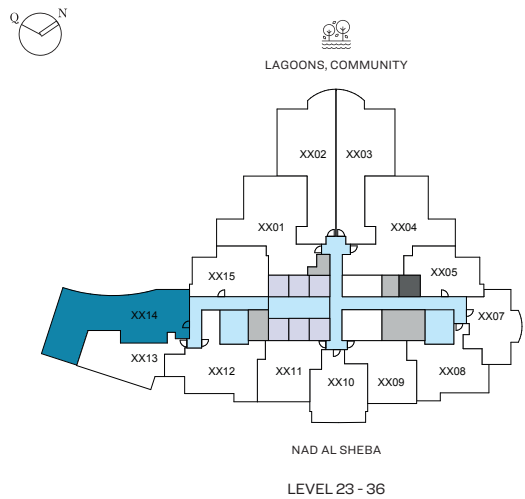 Q N
LAGOONS, COMMUNITY
XX02 XX03
XX01 XX04
XX15 XX05
XX14 XX07
XX13 XX12 XX11 XX10 XX09 XX08
NAD AL SHEBA
LEVEL 23 - 36